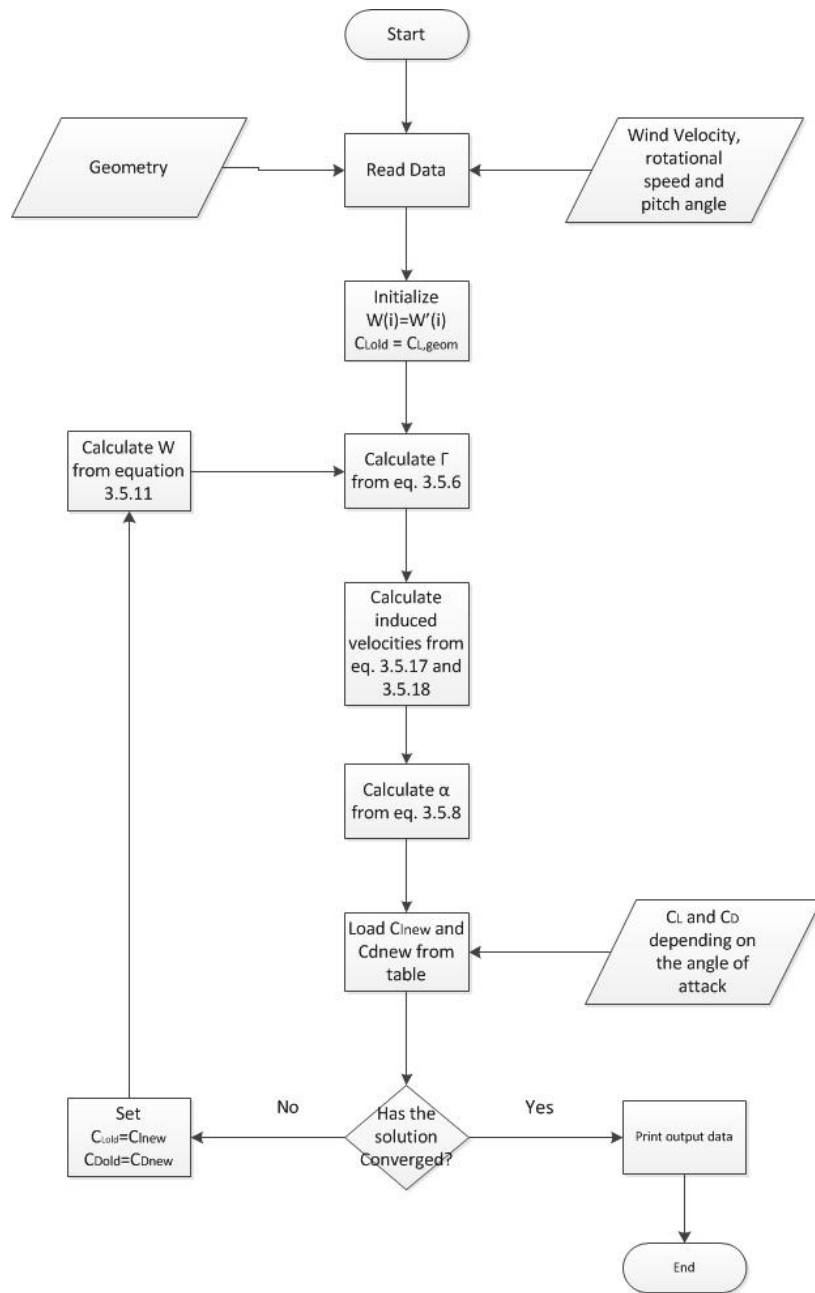 Start
Geometry
Read Data
Wind Velocity,
rotational
speed and
pitch angle
Initialize
W(i)=W'(i)
CLold = CL,geom
Calculate W
from equation
3.5.11
Calculate Γ
from eq. 3.5.6
Calculate
induced
velocities from
eq. 3.5.17 and
3.5.18
Calculate α
from eq. 3.5.8
Load Clnew and
Cdnew from
table
CL and CD
depending on
the angle of
attack
Set
CLold=Clnew
CDold=CDnew
No
Has the
solution
Converged?
Yes
Print output data
End